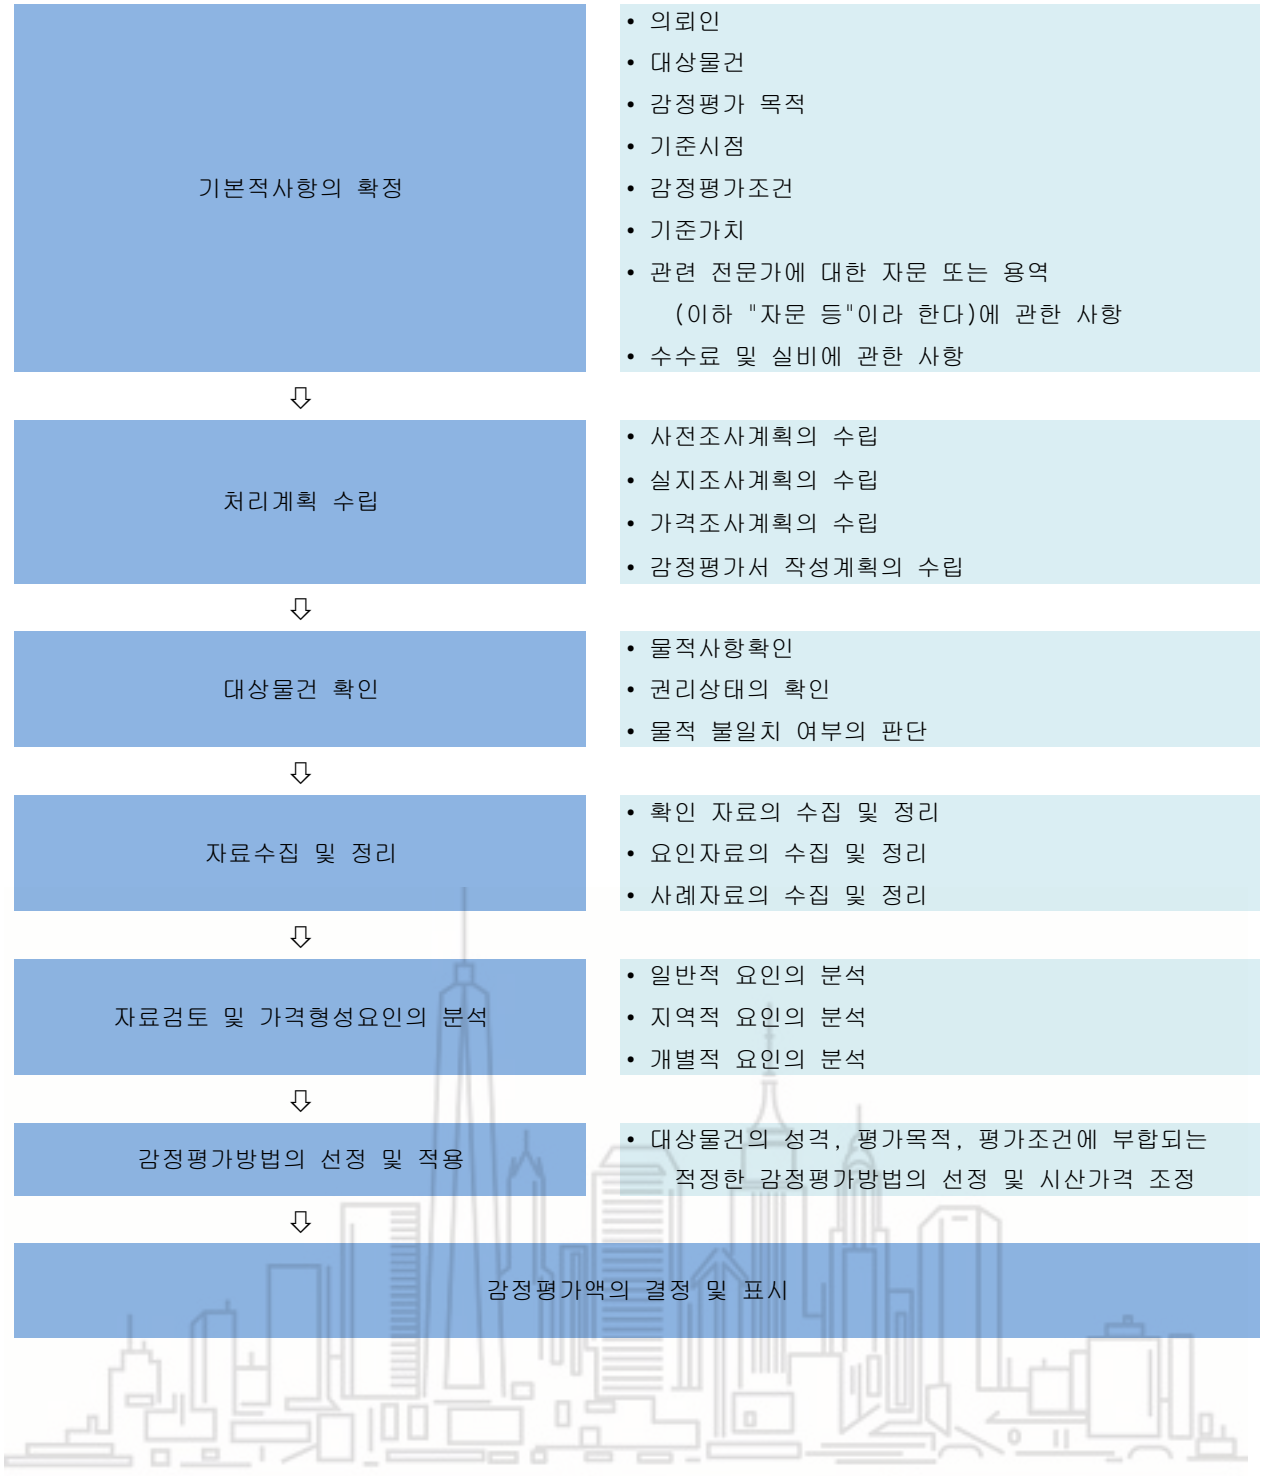 기본적사항의 확정
• 의뢰인
• 대상물건
• 감정평가 목적
• 기준시점
• 감정평가조건
• 기준가치
• 관련 전문가에 대한 자문 또는 용역
(이하 "자문 등"이라 한다)에 관한 사항
• 수수료 및 실비에 관한 사항
⇩
처리계획 수립
• 사전조사계획의 수립
• 실지조사계획의 수립
• 가격조사계획의 수립
• 감정평가서 작성계획의 수립
⇩
대상물건 확인
• 물적사항확인
• 권리상태의 확인
• 물적 불일치 여부의 판단
⇩
자료수집 및 정리
• 확인 자료의 수집 및 정리
• 요인자료의 수집 및 정리
• 사례자료의 수집 및 정리
⇩
자료검토 및 가격형성요인의 분석
• 일반적 요인의 분석
• 지역적 요인의 분석
• 개별적 요인의 분석
⇩
감정평가방법의 선정 및 적용
• 대상물건의 성격, 평가목적, 평가조건에 부합되는
적정한 감정평가방법의 선정 및 시산가격 조정
⇩
감정평가액의 결정 및 표시